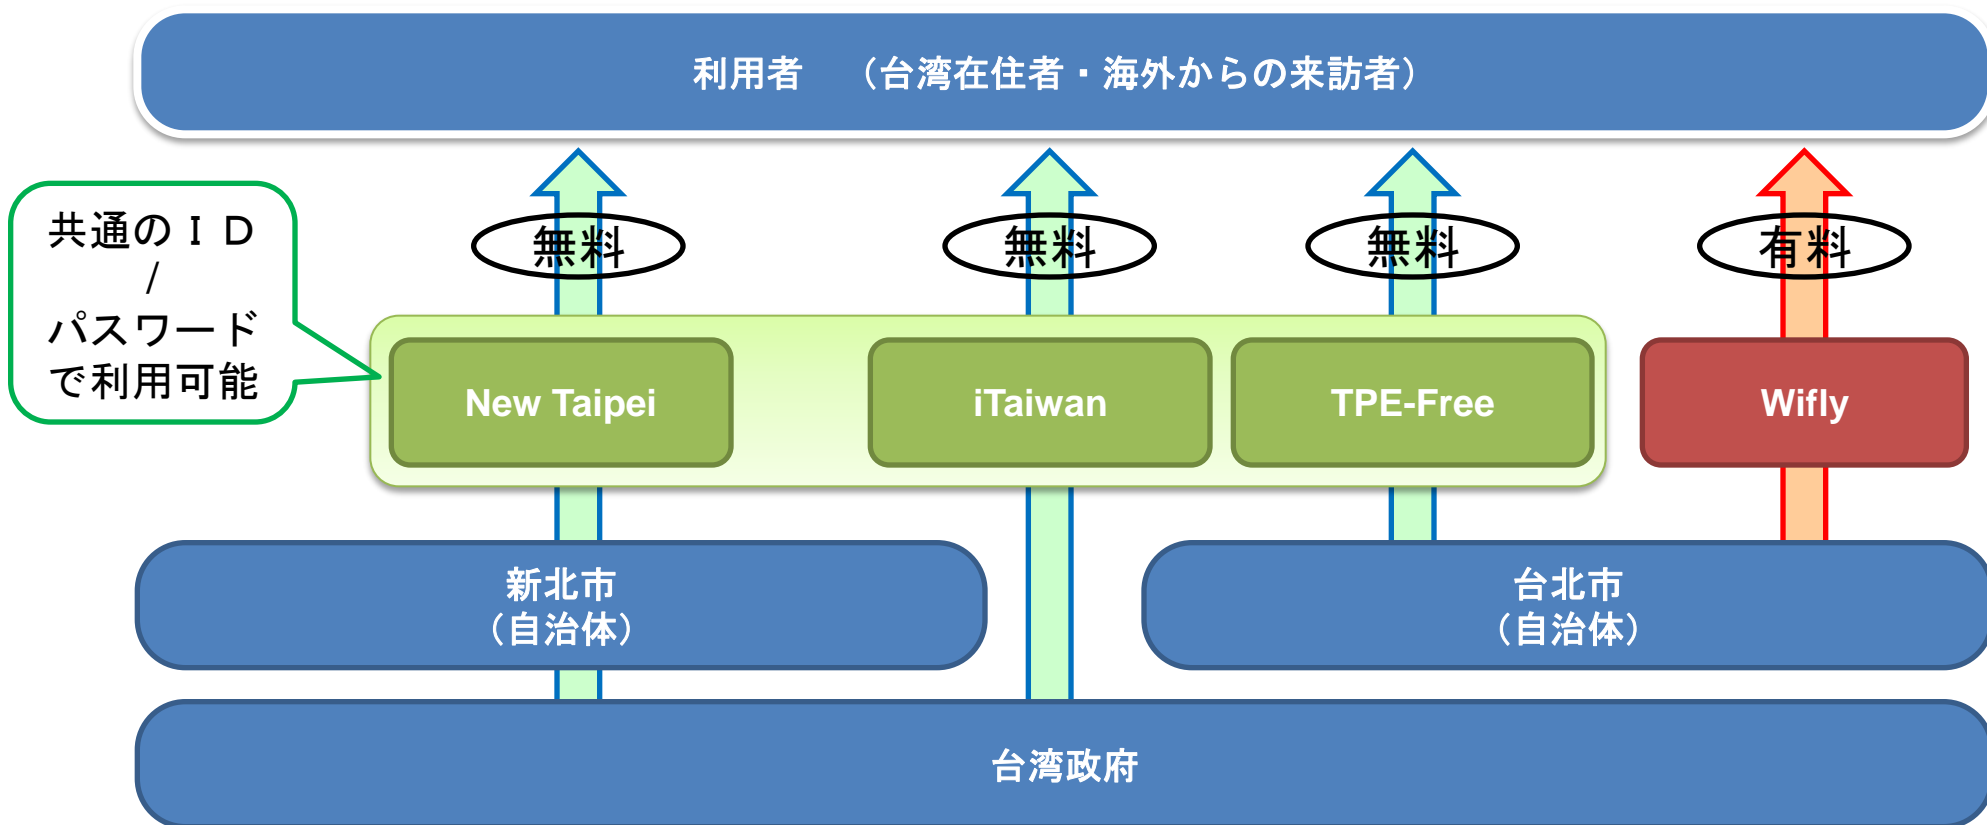 利用者　（台湾在住者・海外からの来訪者）
共通のＩＤ
/
パスワード
で利用可能
無料
無料
無料
有料
New Taipei
iTaiwan
TPE-Free
Wifly
新北市
（自治体）
台北市
（自治体）
台湾政府